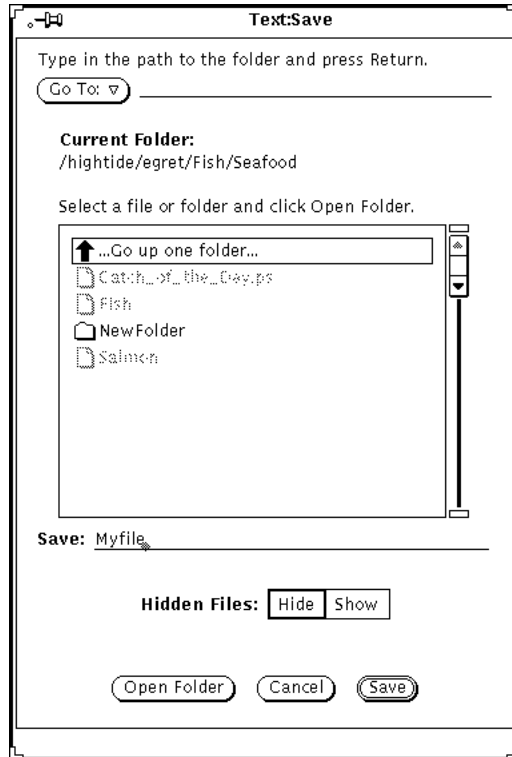 Text:Save
Type in the path to the folder and press Return.
Go To:
Current Folder:
/hightide/egret/Fish/Seafood
Select a file or folder and click Open Folder.
...Go up one folder...
Catch_of_the_Day.ps
Fish
NewFolder
Salmon
Save: Myfile
Hidden Files: Hide Show
Open Folder Cancel Save